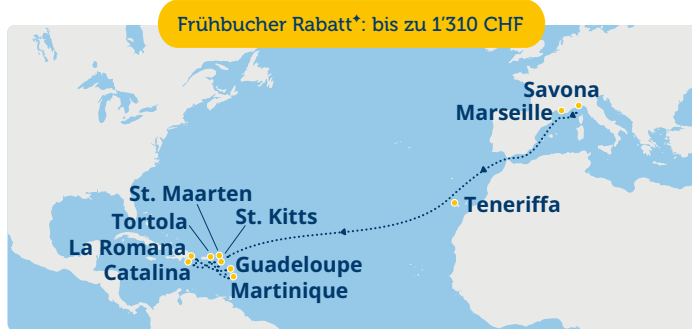 Frühbucher Rabatt✦: bis zu 1’310 CHF
Savona
Marseille
St. Maarten
Tortola
St. Kitts
Teneriffa
La Romana
Guadeloupe
Catalina
Martinique